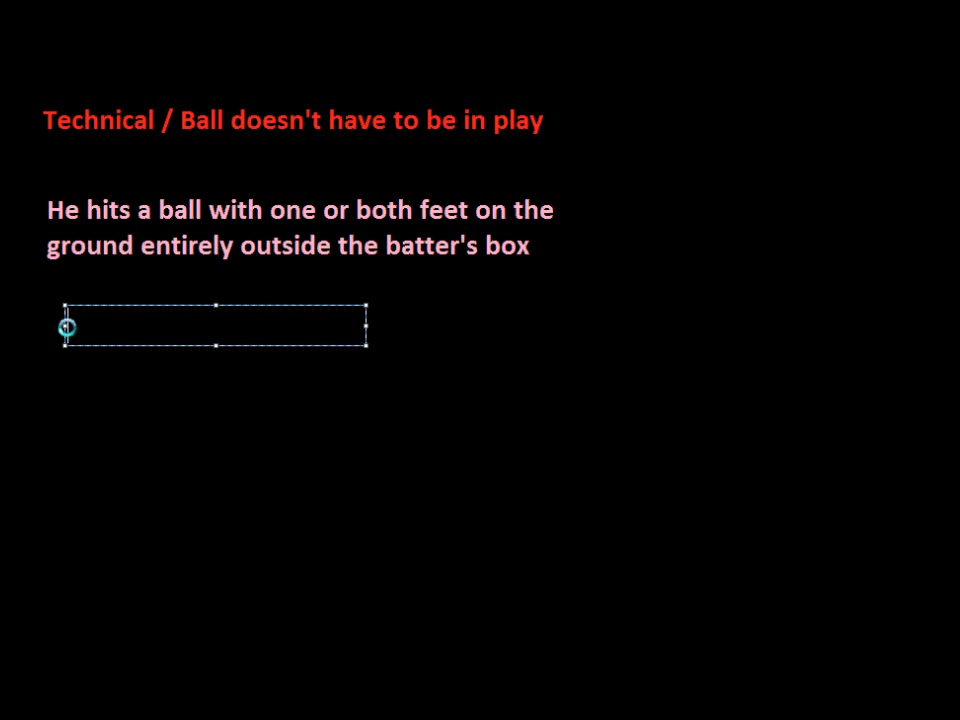 Technical / Ball doesn't have to be in play
He hits a ball with one or both feet on the
ground entirely outside the batter's box